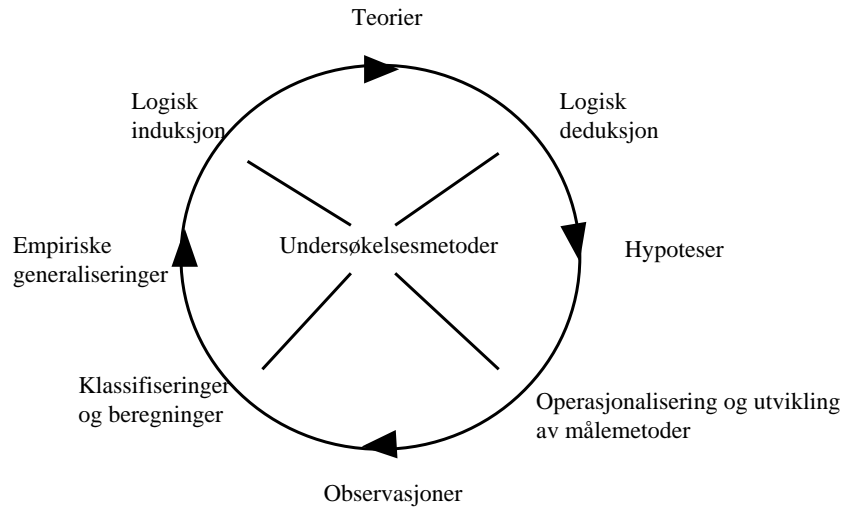 Teorier
Logisk
induksjon
Logisk
deduksjon
Empiriske
generaliseringer
Undersøkelsesmetoder
Hypoteser
Klassifiseringer
og beregninger
Operasjonalisering og utvikling
av målemetoder
Observasjoner